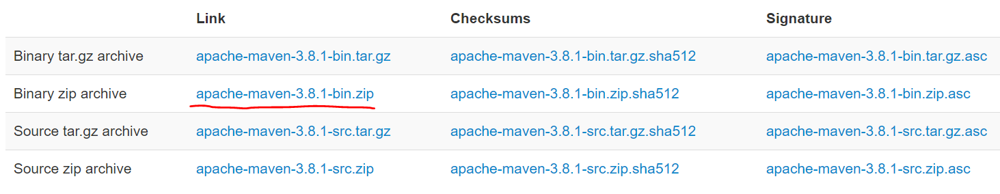 Link Checksums Signature
Binary tar.gz archive apache-maven-3.8.1-bin.tar.gz apache-maven-3.8.1-bin.tar.gz.sha512 apache-maven-3.8.1-bin.tar.gz.asc
Binary zip archive apache-maven-3.8.1-bin.zip apache-maven-3.8.1-bin.zip.sha512 apache-maven-3.8.1-bin.zip.asc
Source tar.gz archive apache-maven-3.8.1-src.tar.gz apache-maven-3.8.1-src.tar.gz.sha512 apache-maven-3.8.1-src.tar.gz.asc
Source zip archive apache-maven-3.8.1-src.zip apache-maven-3.8.1-src.zip.sha512 apache-maven-3.8.1-src.zip.asc